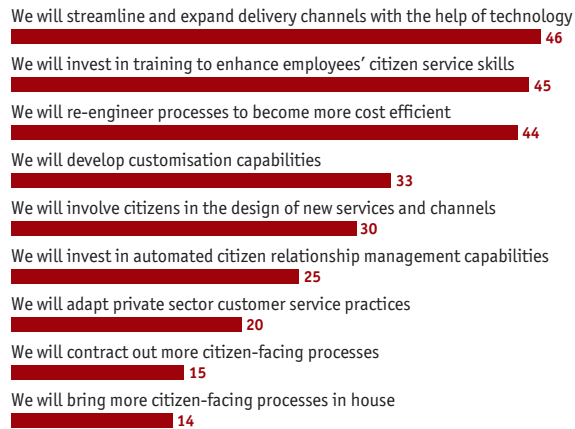 We will streamline and expand delivery channels with the help of technology
46
We will invest in training to enhance employees’ citizen service skills
45
We will re-engineer processes to become more cost efficient
44
We will develop customisation capabilities
33
We will involve citizens in the design of new services and channels
30
We will invest in automated citizen relationship management capabilities
25
We will adapt private sector customer service practices
20
We will contract out more citizen-facing processes
15
We will bring more citizen-facing processes in house
14